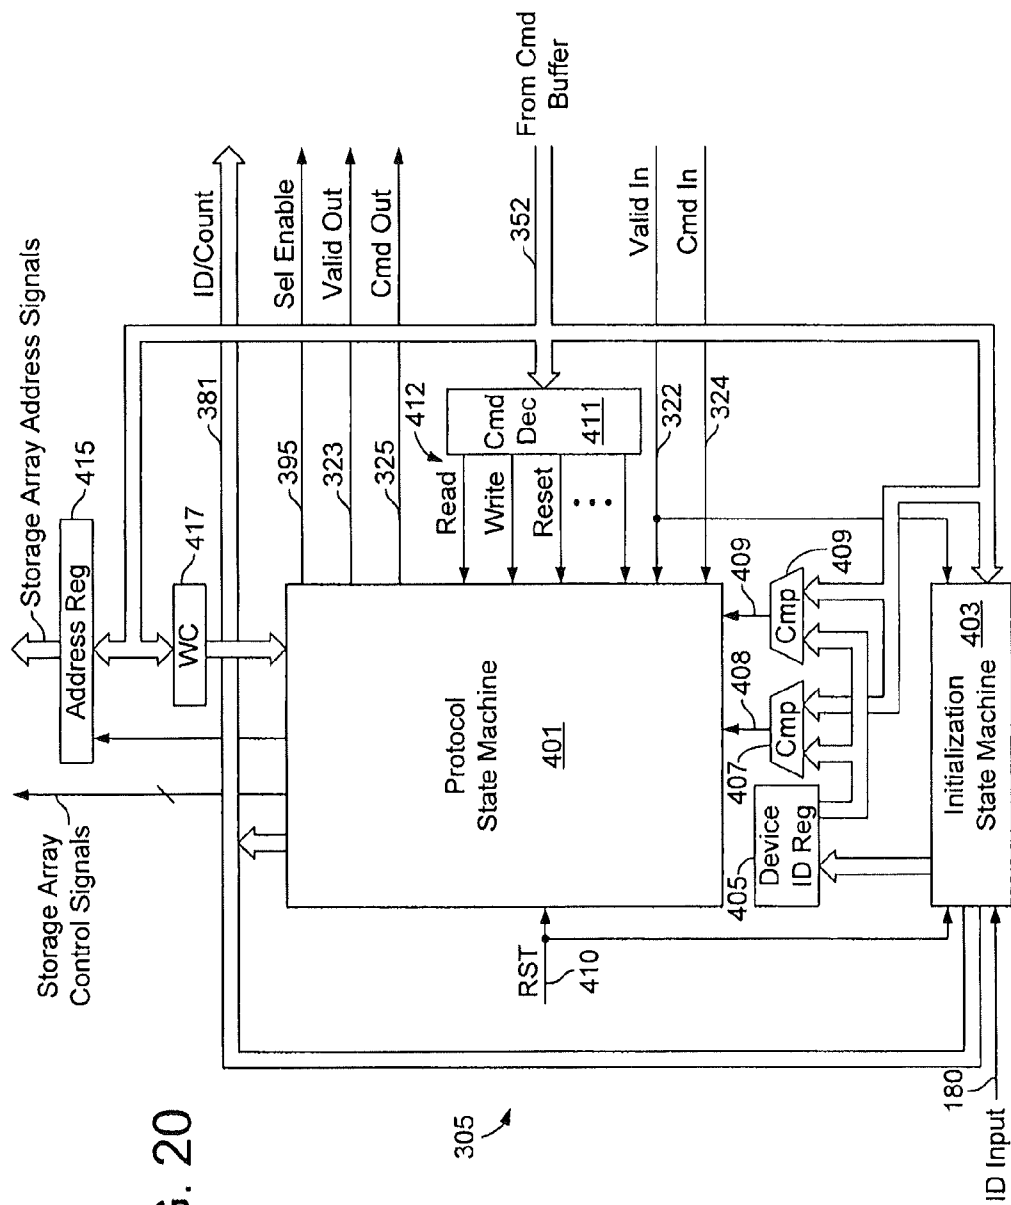 Storage Array Address Signals
Storage Array
Control Signals
Address Reg
415
WC
417
381
ID/Count
395
Sel Enable
323
Valid Out
325
Cmd Out
Protocol
State Machine
401
Read
Write
Reset
• • •
412
Cmd
Dec
411
352
From Cmd
Buffer
322
Valid In
324
Cmd In
RST
410
408
409
Cmp
407
Cmp
409
405
Device
ID Reg
Initialization
State Machine
403
180
ID Input
305
G. 20